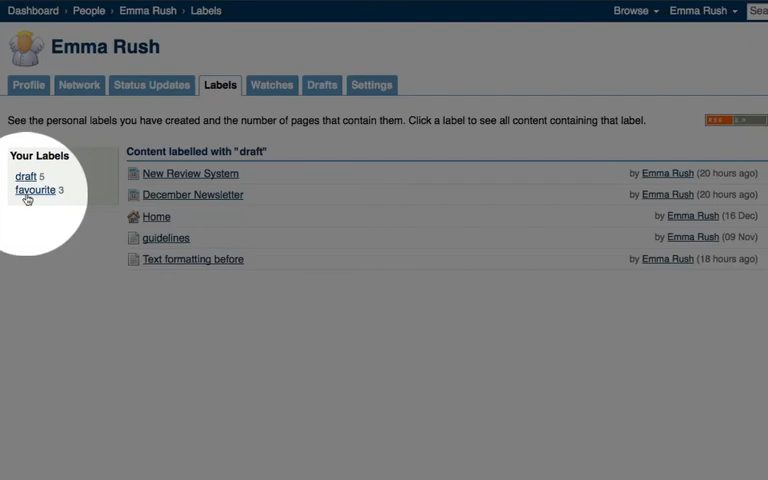 Dashboard › People › Emma Rush › Labels
Browse Emma Rush Sea
Emma Rush
Profile Network Status Updates Labels Watches Drafts Settings
See the personal labels you have created and the number of pages that contain them. Click a label to see all content containing that label.
RSS 2.0
Your Labels
draft 5
favourite 3
Content labelled with "draft"
New Review System by Emma Rush (20 hours ago)
December Newsletter by Emma Rush (20 hours ago)
Home by Emma Rush (16 Dec)
guidelines by Emma Rush (09 Nov)
Text formatting before by Emma Rush (18 hours ago)